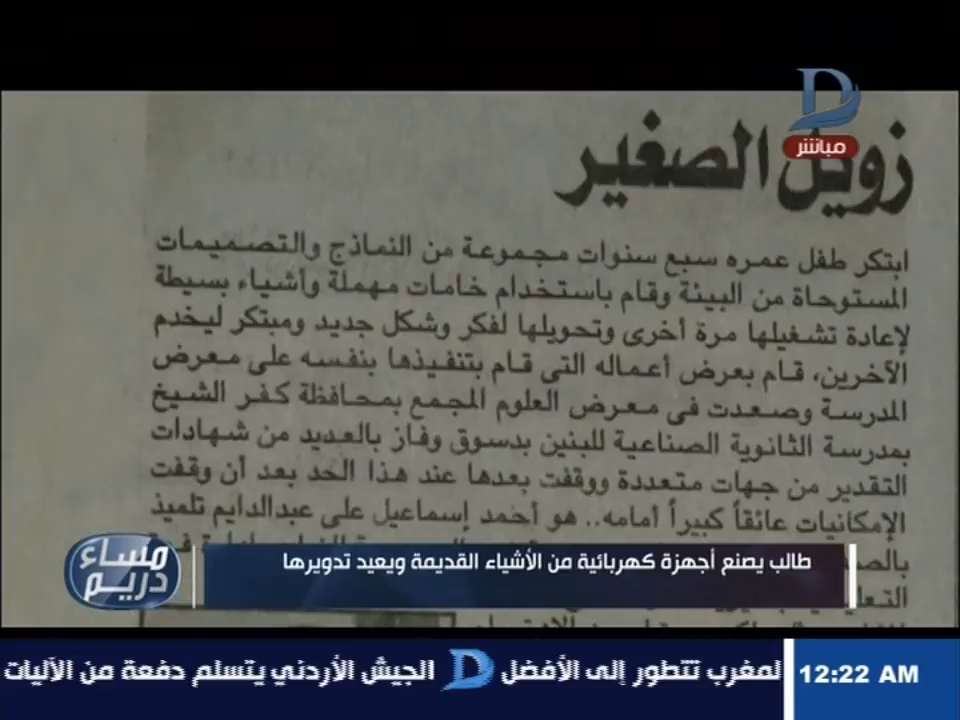 مباشر
زويل الصغير
ابتكر طفل عمره سبع سنوات مجموعة من النماذج والتصميمات
المستوحاة من البيئة وقام باستخدام خامات مهملة وأشياء بسيطة
لإعادة تشغيلها مرة أخرى وتحويلها لفكر وشكل جديد ومبتكر ليخدم
الآخرين، قام بعرض أعماله التى قام بتنفيذها بنفسه على معرض
المدرسة وصعدت فى معرض العلوم المجمع بمحافظة كفر الشيخ
بمدرسة الثانوية الصناعية للبنين بدسوق وفاز بالعديد من شهادات
التقدير من جهات متعددة ووقفت بعدها عند هذا الحد بعد أن وقفت
الإمكانيات عائقاً كبيراً أمامه.. هو أحمد إسماعيل على عبدالدايم تلميذ
مساء دريم
طالب يصنع أجهزة كهربائية من الأشياء القديمة ويعيد تدويرها
لمغرب تتطور إلى الأفضل الجيش الأردني يتسلم دفعة من الآليات
12:22 AM